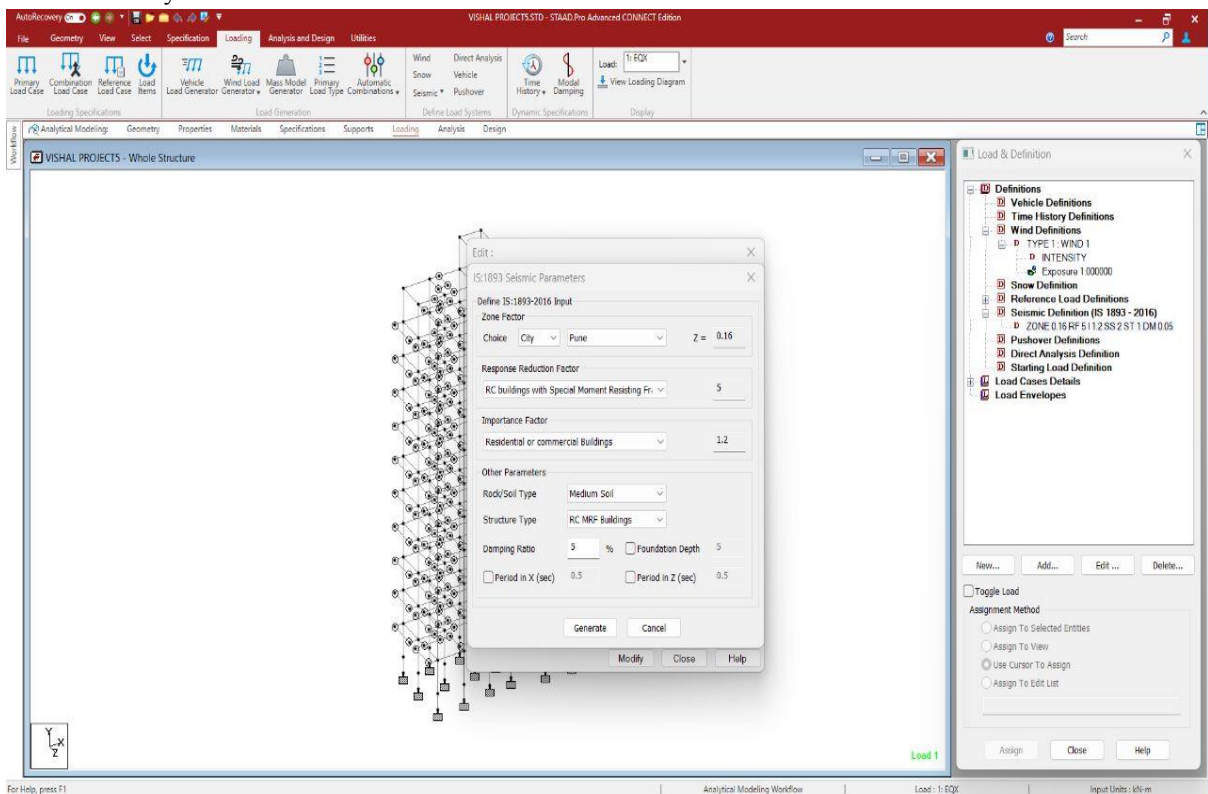 AutoRecovery On
VISHAL PROJECT5.STD - STAAD.Pro Advanced CONNECT Edition
File Geometry View Select Specification Loading Analysis and Design Utilities
Search
Primary Load Case
Combination Load Case
Reference Load
Load Items
Vehicle Load Generator
Wind Load Generator
Mass Model Generator
Primary Load Type
Automatic Combinations
Wind Direct Analysis
Snow Vehicle
Seismic Pushover
Time History
Modal Damping
Load: 1: EQX
View Loading Diagram
Loading Specifications
Load Generation
Define Load Systems
Dynamic Specifications
Display
Workflow
Analytical Modeling: Geometry Properties Materials Specifications Supports Loading Analysis Design
VISHAL PROJECT5 - Whole Structure
Edit :
IS:1893 Seismic Parameters
Define IS:1893-2016 Input
Zone Factor
Choice City Pune Z = 0.16
Response Reduction Factor
RC buildings with Special Moment Resisting Fr. 5
Importance Factor
Residential or commercial Buildings 1.2
Other Parameters
Rock/Soil Type Medium Soil
Structure Type RC MRF Buildings
Damping Ratio 5 % Foundation Depth 5
Period in X (sec) 0.5 Period in Z (sec) 0.5
Generate Cancel
Modify Close Help
Y
X
Z
Load 1
Load & Definition
Definitions
Vehicle Definitions
Time History Definitions
Wind Definitions
TYPE 1 : WIND 1
INTENSITY
Exposure 1.000000
Snow Definition
Reference Load Definitions
Seismic Definition (IS 1893 - 2016)
ZONE 0.16 RF 5 I 1.2 SS 2 ST 1 DM 0.05
Pushover Definitions
Direct Analysis Definition
Starting Load Definition
Load Cases Details
Load Envelopes
New... Add... Edit ... Delete...
Toggle Load
Assignment Method
Assign To Selected Entities
Assign To View
Use Cursor To Assign
Assign To Edit List
Assign Close Help
For Help, press F1
Analytical Modeling Workflow
Load : 1: EQX
Input Units : kN-m